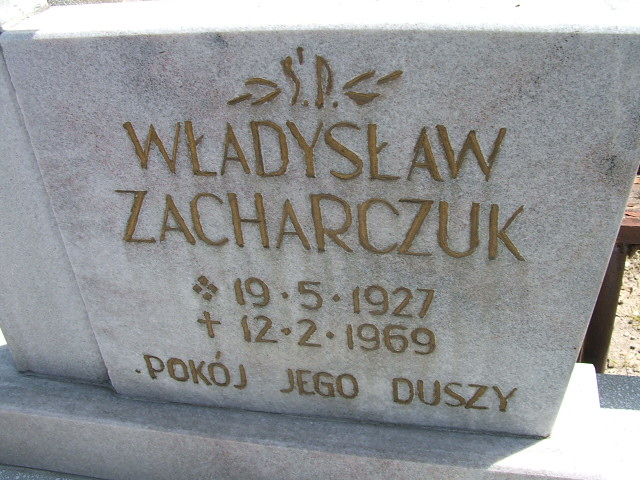 Ś.P.
WŁADYSŁAW
ZACHARCZUK
19·5·1927
† 12·2·1969
POKÓJ JEGO DUSZY